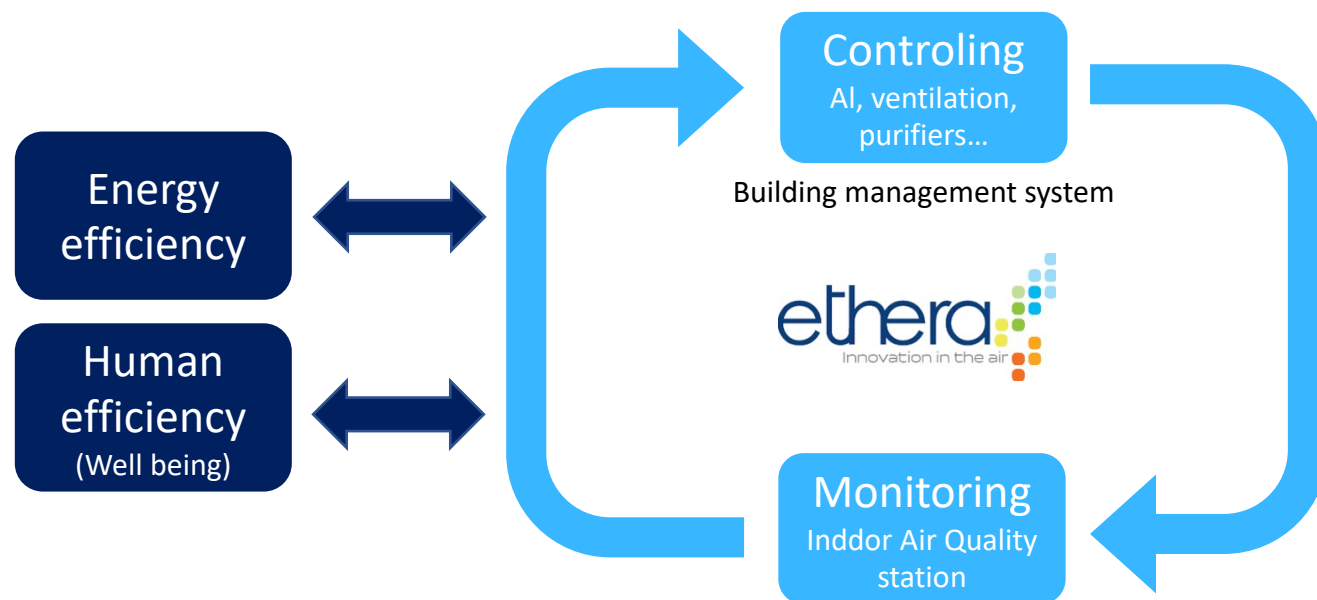 Controling
AI, ventilation,
purifiers…
Building management system
Energy
efficiency
Human
efficiency
(Well being)
ethera
Innovation in the air
Monitoring
Inddor Air Quality
station